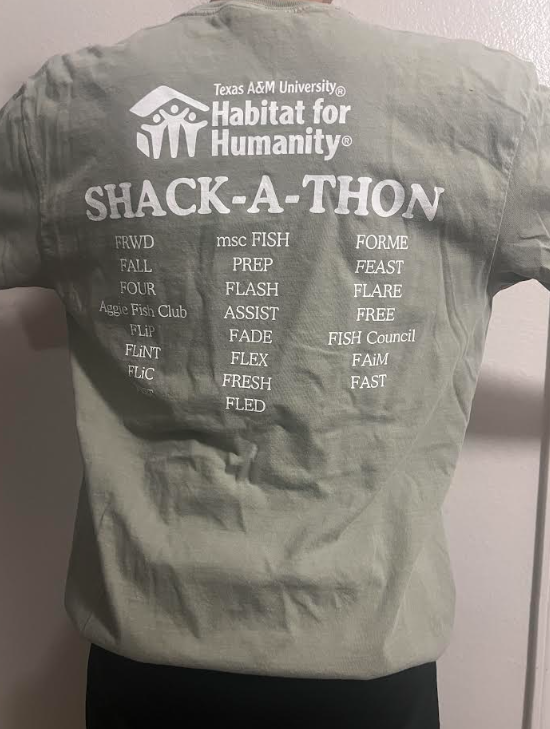 Texas A&M University®
Habitat for
Humanity®
SHACK-A-THON
FRWD
FALL
FOUR
Aggie Fish Club
FLiP
FLiNT
FLiC
msc FISH
PREP
FLASH
ASSIST
FADE
FLEX
FRESH
FLED
FORME
FEAST
FLARE
FREE
FISH Council
FAiM
FAST